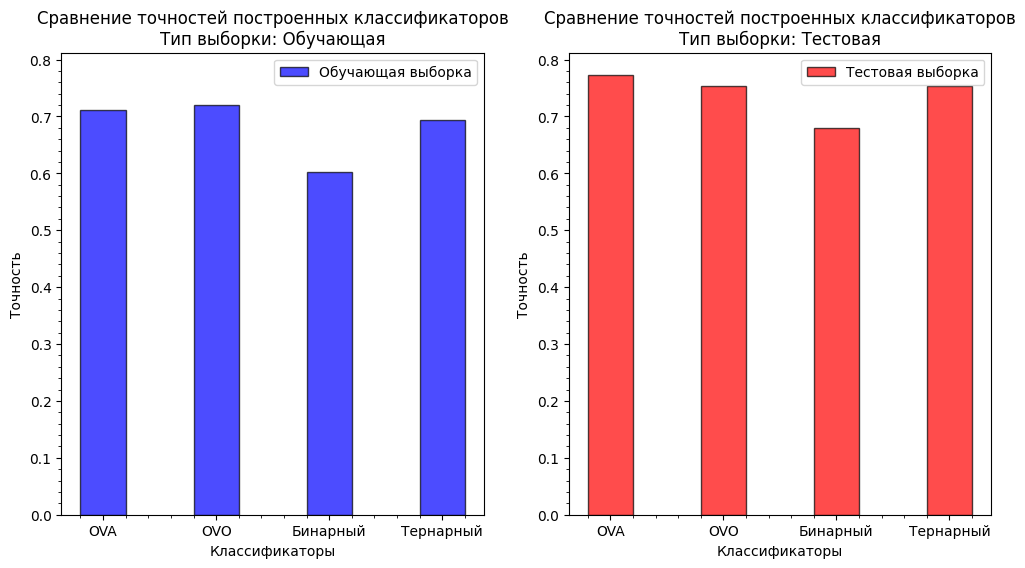 Сравнение точностей построенных классификаторов
Тип выборки: Обучающая
0.8
0.7
0.6
0.5
0.4
0.3
0.2
0.1
0.0
Точность
Обучающая выборка
OVA
OVO
Бинарный
Тернарный
Классификаторы
Сравнение точностей построенных классификаторов
Тип выборки: Тестовая
0.8
0.7
0.6
0.5
0.4
0.3
0.2
0.1
0.0
Точность
Тестовая выборка
OVA
OVO
Бинарный
Тернарный
Классификаторы